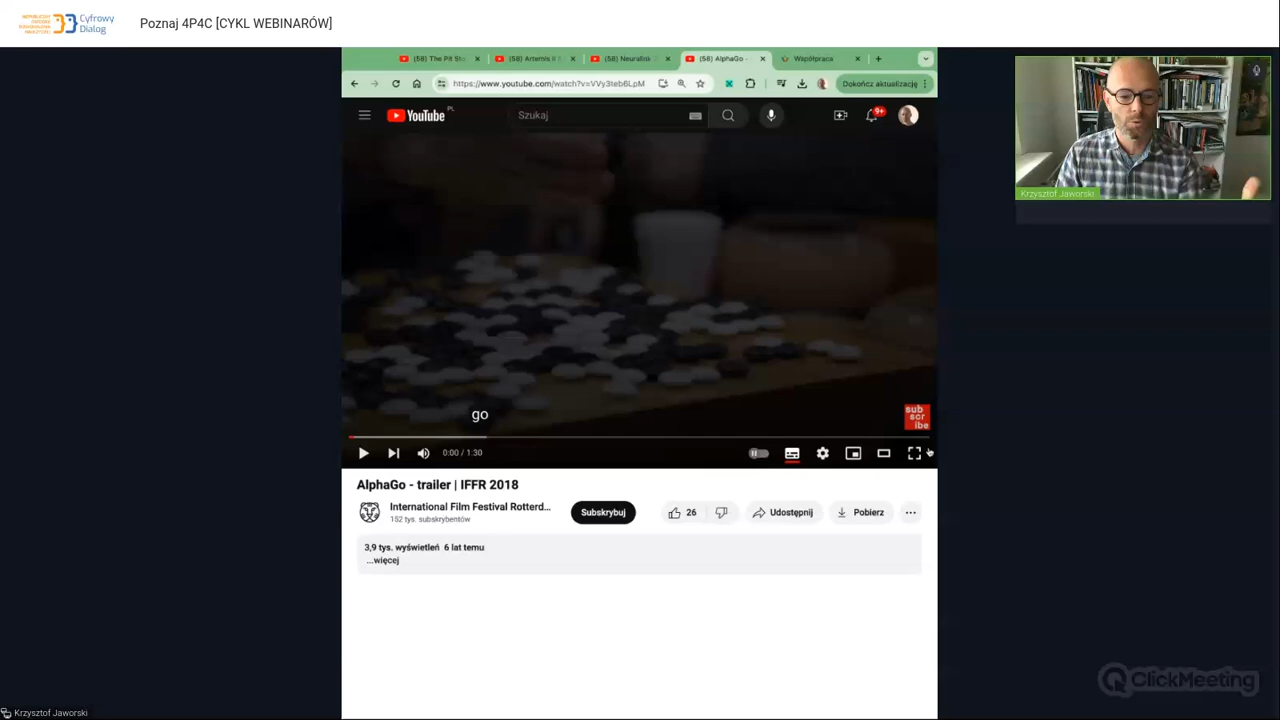 Cyfrowy
Dialog
Poznaj 4P4C [CYKL WEBINARÓW]
(58) The Pit Sto
(58) Artemis II
(58) Neuralink
(58) AlphaGo -
Współpraca
https://www.youtube.com/watch?v=VVy3teb6LpM
Dokończ aktualizację
YouTube PL
Szukaj
9+
Krzysztof Jaworski
go
sub
scr
ibe
0:00 / 1:30
AlphaGo - trailer | IFFR 2018
International Film Festival Rotterd...
152 tys. subskrybentów
Subskrybuj
26
Udostępnij
Pobierz
3,9 tys. wyświetleń 6 lat temu
...więcej
ClickMeeting
Krzysztof Jaworski